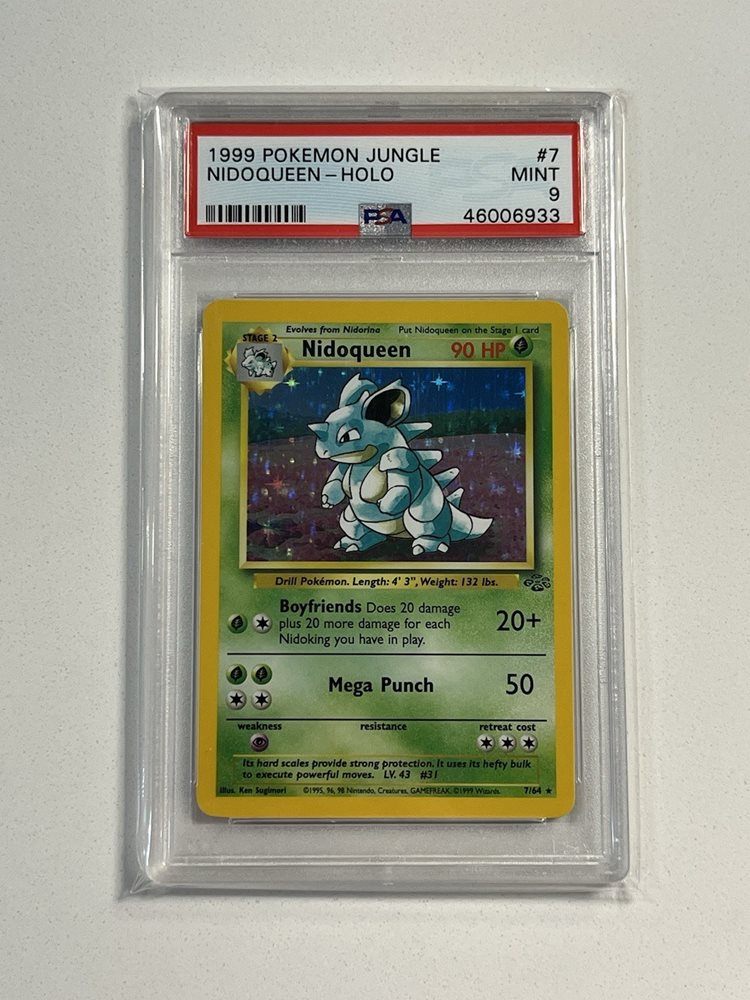 1999 POKEMON JUNGLE #7
NIDOQUEEN – HOLO MINT
9
PSA 46006933
Evolves from Nidorina Put Nidoqueen on the Stage 1 card
STAGE 2
Nidoqueen 90 HP
Drill Pokémon. Length: 4' 3", Weight: 132 lbs.
Boyfriends Does 20 damage
plus 20 more damage for each
Nidoking you have in play.
20+
Mega Punch 50
weakness resistance retreat cost
Its hard scales provide strong protection. It uses its hefty bulk
to execute powerful moves. LV. 43 #31
Illus. Ken Sugimori ©1995, 96, 98 Nintendo, Creatures, GAMEFREAK. ©1999 Wizards. 7/64 ★